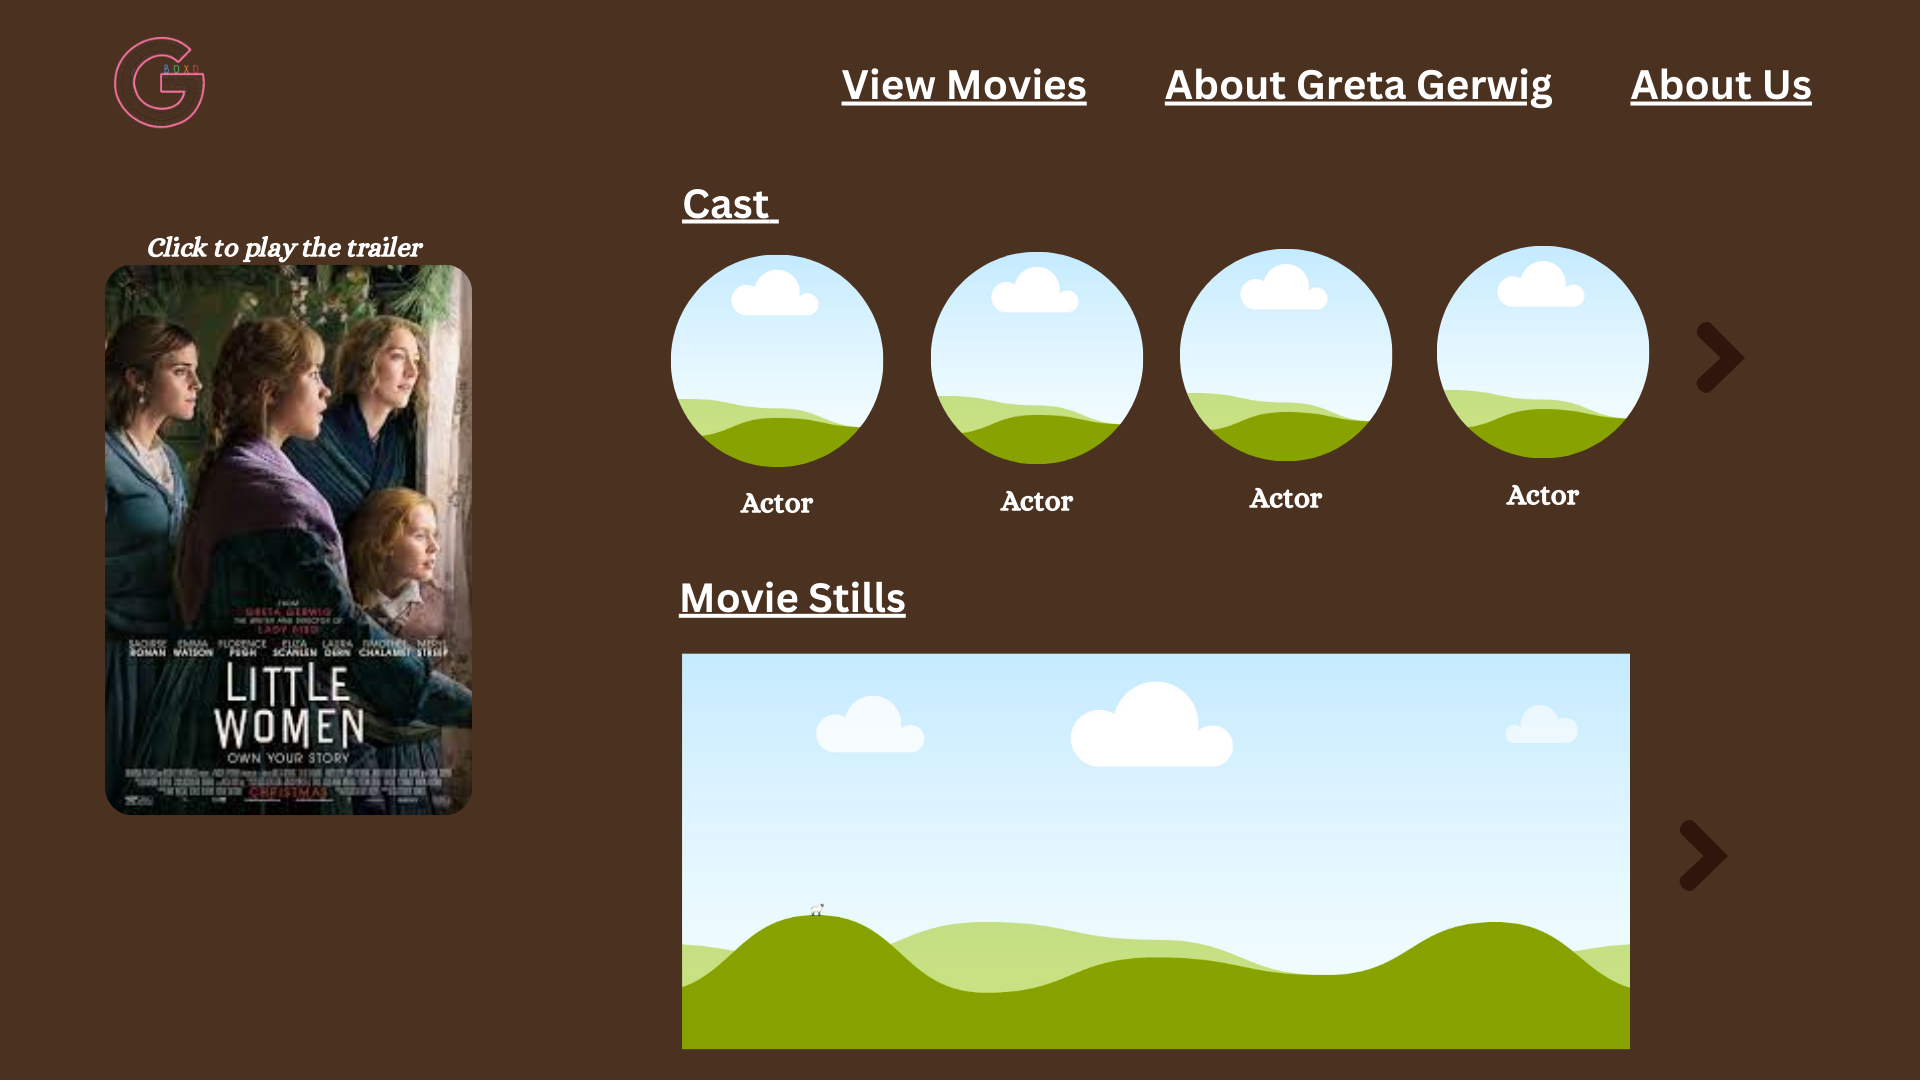 BOXD
View Movies
About Greta Gerwig
About Us
Cast
Click to play the trailer
Actor
Actor
Actor
Actor
Movie Stills
FROM
GRETA GERWIG
THE WRITER AND DIRECTOR OF
LADY BIRD
SAOIRSE RONAN EMMA WATSON FLORENCE PUGH ELIZA SCANLEN LAURA DERN TIMOTHÉE CHALAMET MERYL STREEP
LITTLE
WOMEN
OWN YOUR STORY
CHRISTMAS